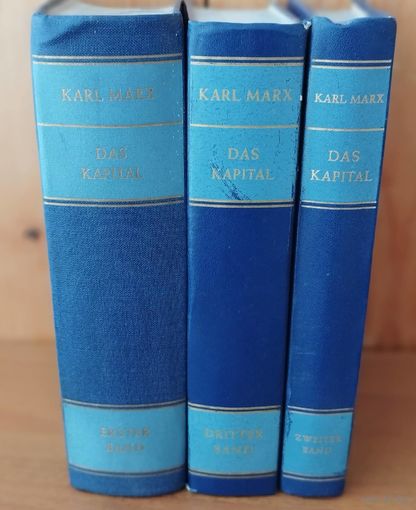 KARL MARX
DAS
KAPITAL
ERSTER
BAND
KARL MARX
DAS
KAPITAL
DRITTER
BAND
KARL MARX
DAS
KAPITAL
ZWEITER
BAND